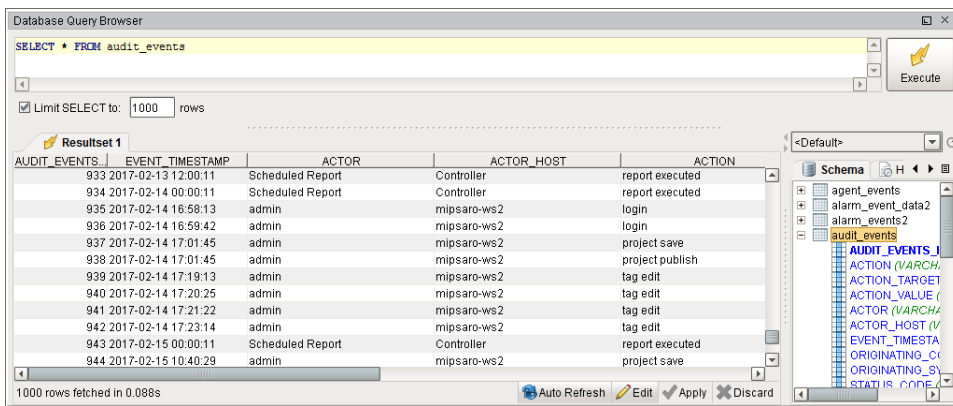 Database Query Browser
SELECT * FROM audit_events
Execute
Limit SELECT to: 1000 rows
Resultset 1
AUDIT_EVENTS... EVENT_TIMESTAMP ACTOR ACTOR_HOST ACTION
933 2017-02-13 12:00:11 Scheduled Report Controller report executed
934 2017-02-14 00:00:11 Scheduled Report Controller report executed
935 2017-02-14 16:58:13 admin mipsaro-ws2 login
936 2017-02-14 16:59:42 admin mipsaro-ws2 login
937 2017-02-14 17:01:45 admin mipsaro-ws2 project save
938 2017-02-14 17:01:45 admin mipsaro-ws2 project publish
939 2017-02-14 17:19:13 admin mipsaro-ws2 tag edit
940 2017-02-14 17:20:25 admin mipsaro-ws2 tag edit
941 2017-02-14 17:21:22 admin mipsaro-ws2 tag edit
942 2017-02-14 17:23:14 admin mipsaro-ws2 tag edit
943 2017-02-15 00:00:11 Scheduled Report Controller report executed
944 2017-02-15 10:40:29 admin mipsaro-ws2 project save
1000 rows fetched in 0.088s Auto Refresh Edit Apply Discard
<Default>
Schema H
agent_events
alarm_event_data2
alarm_events2
audit_events
AUDIT_EVENTS_I
ACTION (VARCHA
ACTION_TARGET
ACTION_VALUE (
ACTOR (VARCHA
ACTOR_HOST (V
EVENT_TIMESTA
ORIGINATING_CO
ORIGINATING_SY
STATUS_CODE (